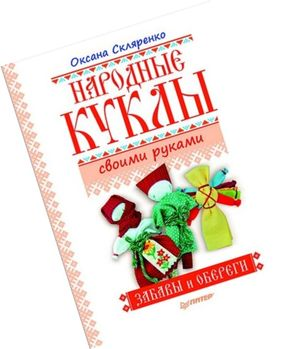 Оксана Скляренко
НАРОДНЫЕ
КУКЛЫ
своими руками
ЗАБАВЫ И ОБЕРЕГИ
ПИТЕР